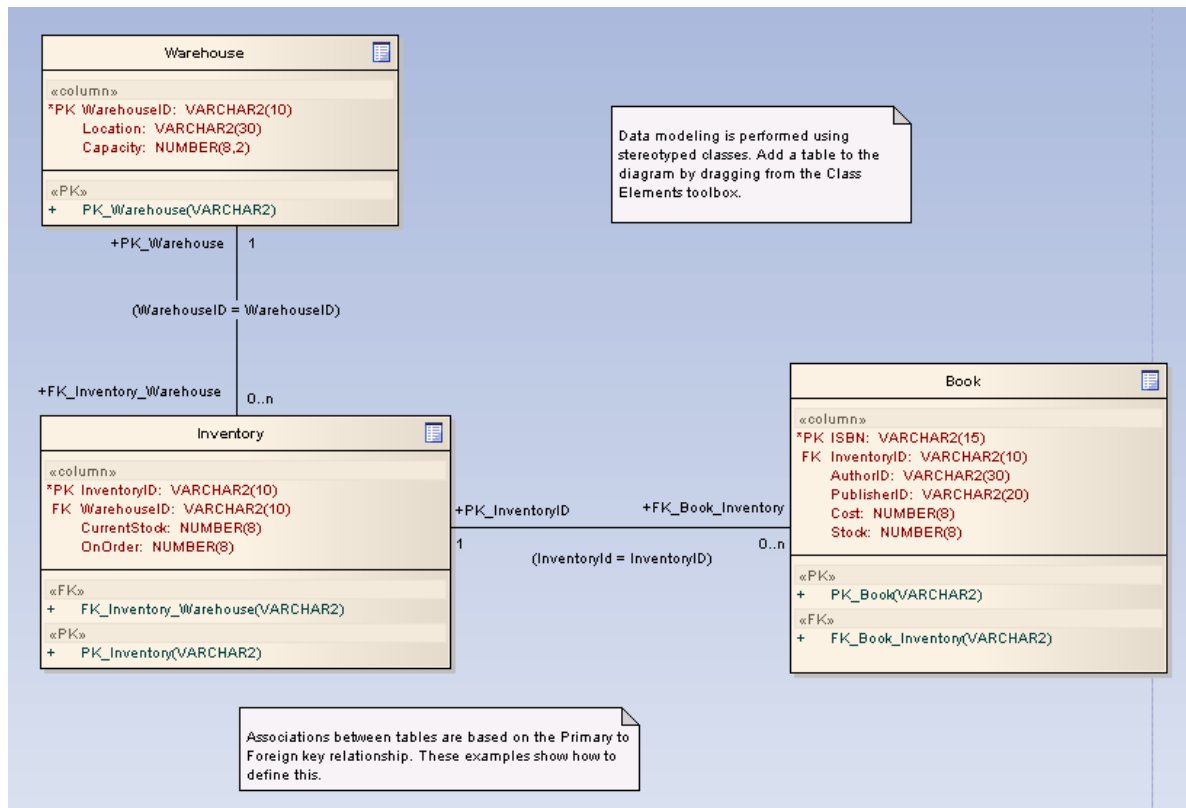 Warehouse
«column»
*PK WarehouseID: VARCHAR2(10)
Location: VARCHAR2(30)
Capacity: NUMBER(8,2)
«PK»
+ PK_Warehouse(VARCHAR2)
Data modeling is performed using
stereotyped classes. Add a table to the
diagram by dragging from the Class
Elements toolbox.
+PK_Warehouse 1
(WarehouseID = WarehouseID)
+FK_Inventory_Warehouse 0..n
Inventory
«column»
*PK InventoryID: VARCHAR2(10)
FK WarehouseID: VARCHAR2(10)
CurrentStock: NUMBER(8)
OnOrder: NUMBER(8)
«FK»
+ FK_Inventory_Warehouse(VARCHAR2)
«PK»
+ PK_Inventory(VARCHAR2)
+PK_InventoryID +FK_Book_Inventory
1 0..n
(InventoryId = InventoryID)
Book
«column»
*PK ISBN: VARCHAR2(15)
FK InventoryID: VARCHAR2(10)
AuthorID: VARCHAR2(30)
PublisherID: VARCHAR2(20)
Cost: NUMBER(8)
Stock: NUMBER(8)
«PK»
+ PK_Book(VARCHAR2)
«FK»
+ FK_Book_Inventory(VARCHAR2)
Associations between tables are based on the Primary to
Foreign key relationship. These examples show how to
define this.